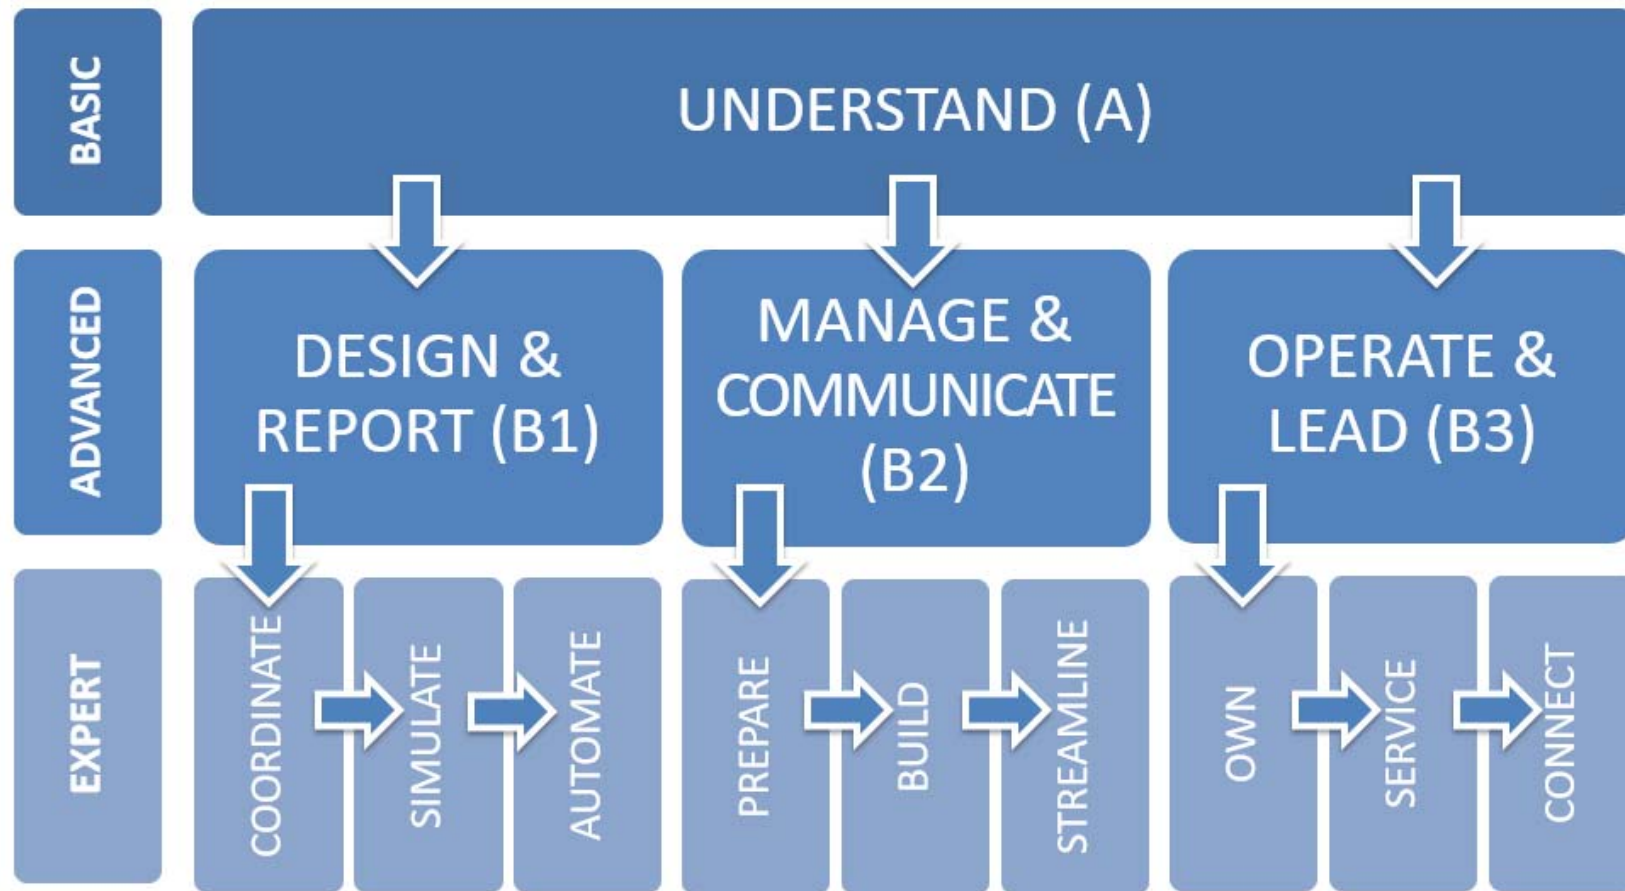 BASIC
UNDERSTAND (A)
ADVANCED
DESIGN &
REPORT (B1)
MANAGE &
COMMUNICATE
(B2)
OPERATE &
LEAD (B3)
EXPERT
COORDINATE
SIMULATE
AUTOMATE
PREPARE
BUILD
STREAMLINE
OWN
SERVICE
CONNECT